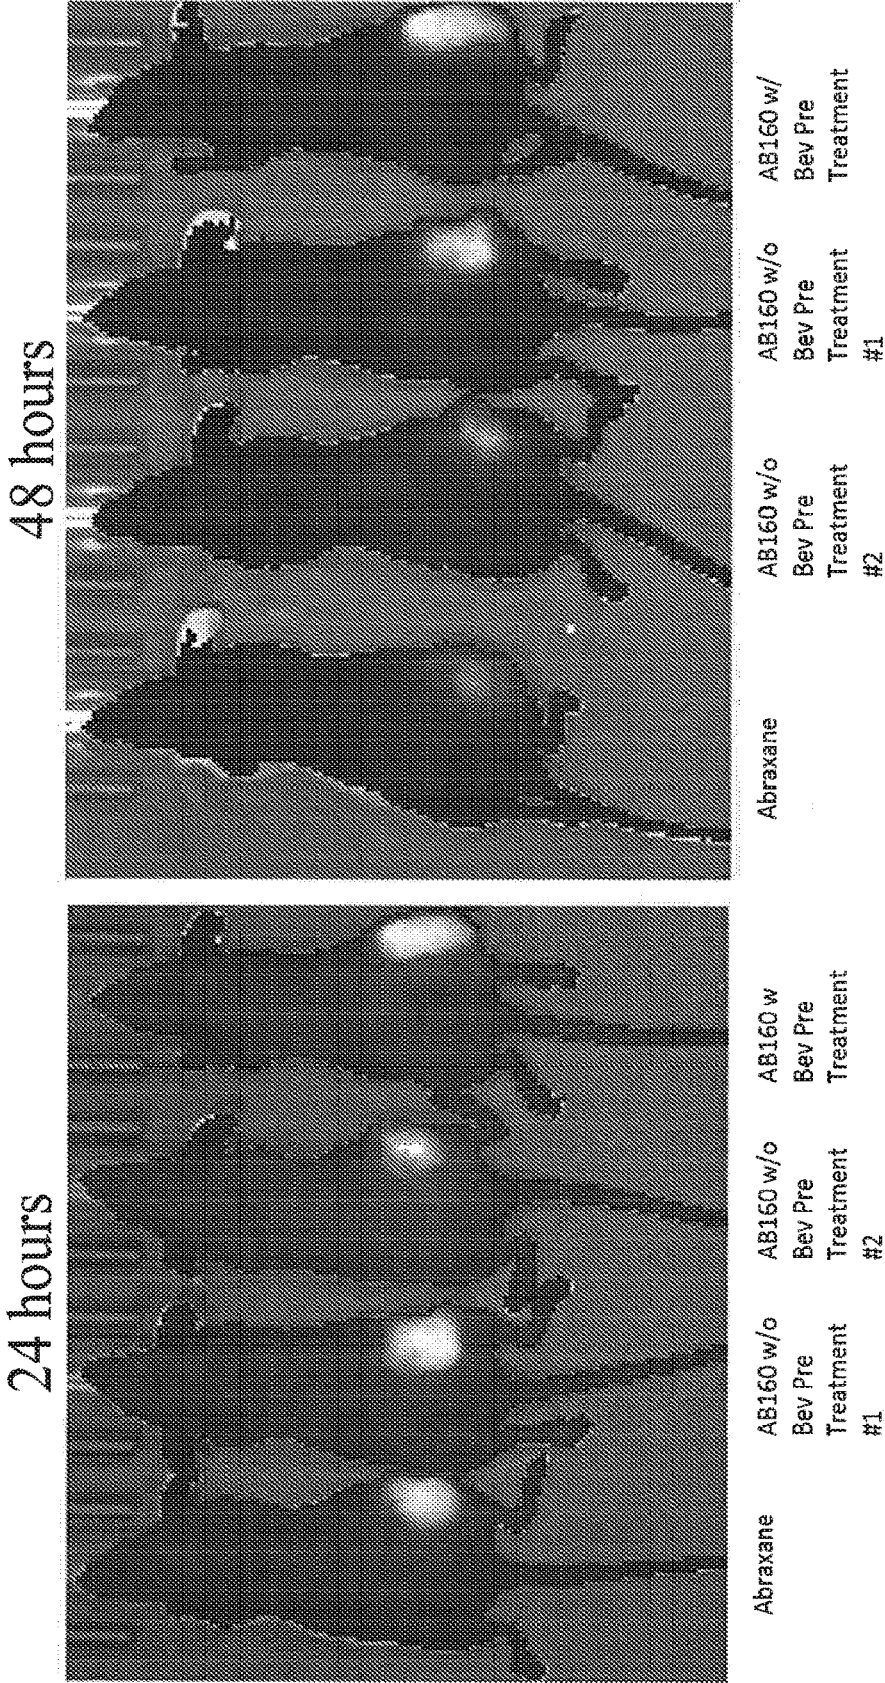 24 hours
Abraxane
AB160 w/o
Bev Pre
Treatment
#1
AB160 w/o
Bev Pre
Treatment
#2
AB160 w
Bev Pre
Treatment
48 hours
Abraxane
AB160 w/o
Bev Pre
Treatment
#2
AB160 w/o
Bev Pre
Treatment
#1
AB160 w/
Bev Pre
Treatment